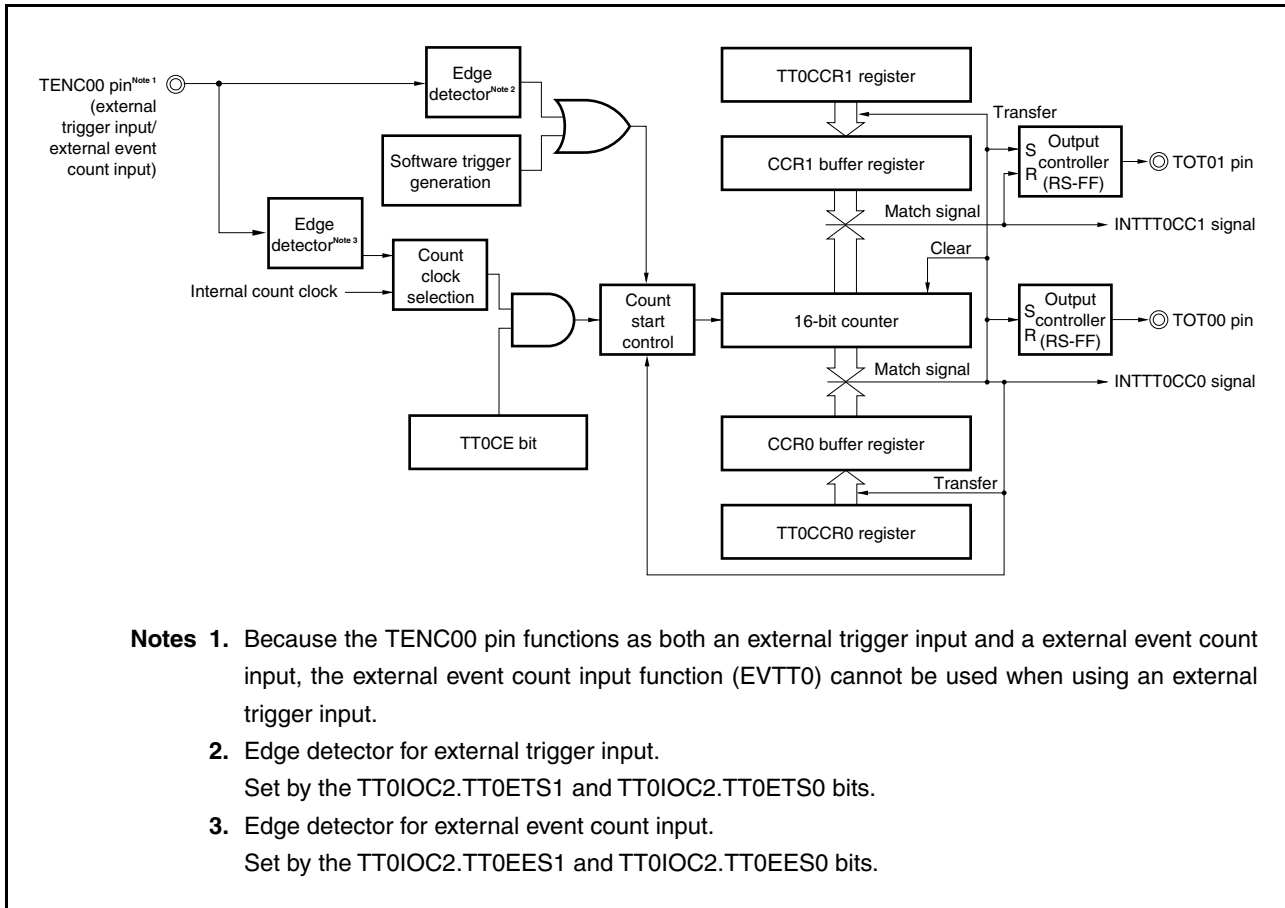 TENC00 pinNote 1
(external
trigger input/
external event
count input)
Edge
detectorNote 2
Software trigger
generation
Edge
detectorNote 3
Count
clock
selection
Internal count clock
TT0CE bit
Count
start
control
TT0CCR1 register
Transfer
CCR1 buffer register
Match signal
Clear
16-bit counter
Match signal
CCR0 buffer register
Transfer
TT0CCR0 register
S
R
Output
controller
(RS-FF)
TOT01 pin
INTTT0CC1 signal
S
R
Output
controller
(RS-FF)
TOT00 pin
INTTT0CC0 signal
Notes 1. Because the TENC00 pin functions as both an external trigger input and a external event count
input, the external event count input function (EVTT0) cannot be used when using an external
trigger input.
2. Edge detector for external trigger input.
Set by the TT0IOC2.TT0ETS1 and TT0IOC2.TT0ETS0 bits.
3. Edge detector for external event count input.
Set by the TT0IOC2.TT0EES1 and TT0IOC2.TT0EES0 bits.